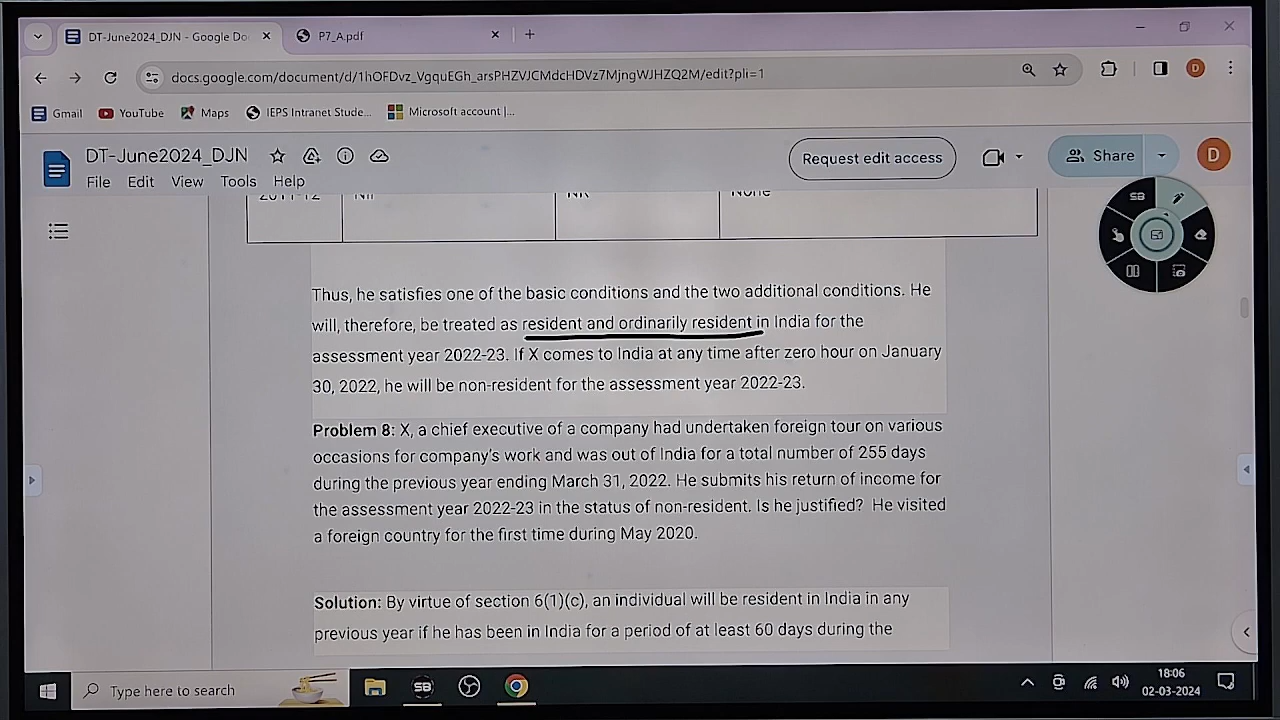 DT-June2024_DJN - Google Do
P7_A.pdf
docs.google.com/document/d/1hOFDvz_VgquEGh_arsPHZVJCMdcHDVz7MjngWJHZQ2M/edit?pli=1
D
Gmail
YouTube
Maps
IEPS Intranet Stude...
Microsoft account |...
DT-June2024_DJN
Request edit access
Share
D
File Edit View Tools Help
SB
2011-12 Nil NR None
Thus, he satisfies one of the basic conditions and the two additional conditions. He
will, therefore, be treated as resident and ordinarily resident in India for the
assessment year 2022-23. If X comes to India at any time after zero hour on January
30, 2022, he will be non-resident for the assessment year 2022-23.
Problem 8: X, a chief executive of a company had undertaken foreign tour on various
occasions for company's work and was out of India for a total number of 255 days
during the previous year ending March 31, 2022. He submits his return of income for
the assessment year 2022-23 in the status of non-resident. Is he justified? He visited
a foreign country for the first time during May 2020.
Solution: By virtue of section 6(1)(c), an individual will be resident in India in any
previous year if he has been in India for a period of at least 60 days during the
Type here to search
SB
18:06
02-03-2024